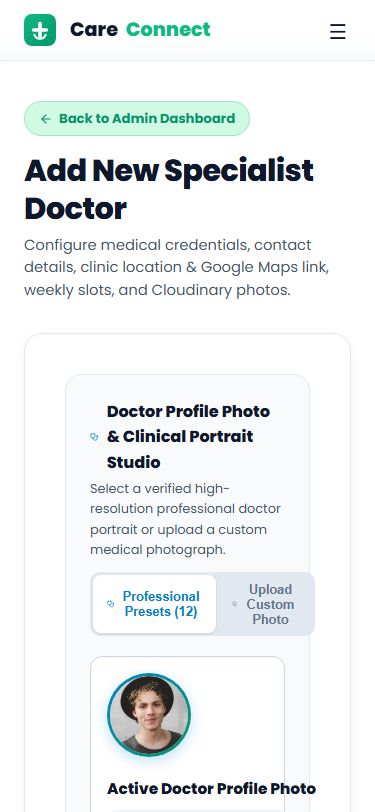 Care Connect
Back to Admin Dashboard
Add New Specialist
Doctor
Configure medical credentials, contact
details, clinic location & Google Maps link,
weekly slots, and Cloudinary photos.
Doctor Profile Photo
& Clinical Portrait
Studio
Select a verified high-
resolution professional doctor
portrait or upload a custom
medical photograph.
Professional
Presets (12)
Upload
Custom
Photo
Active Doctor Profile Photo